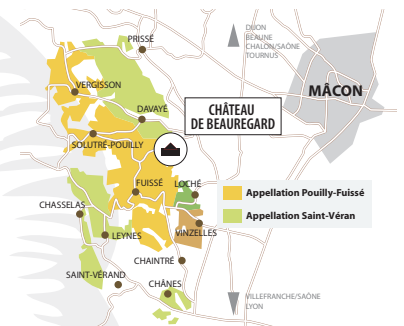 DIJON
BEAUNE
CHALON/SAÔNE
TOURNUS
PRISSÉ
VERGISSON
MÂCON
DAVAYÉ
CHÂTEAU
DE BEAUREGARD
SOLUTRÉ-POUILLY
FUISSÉ
LOCHÉ
Appellation Pouilly-Fuissé
CHASSELAS
Appellation Saint-Véran
LEYNES
VINZELLES
CHAINTRÉ
SAINT-VÉRAND
CHÂNES
VILLEFRANCHE/SAÔNE
LYON